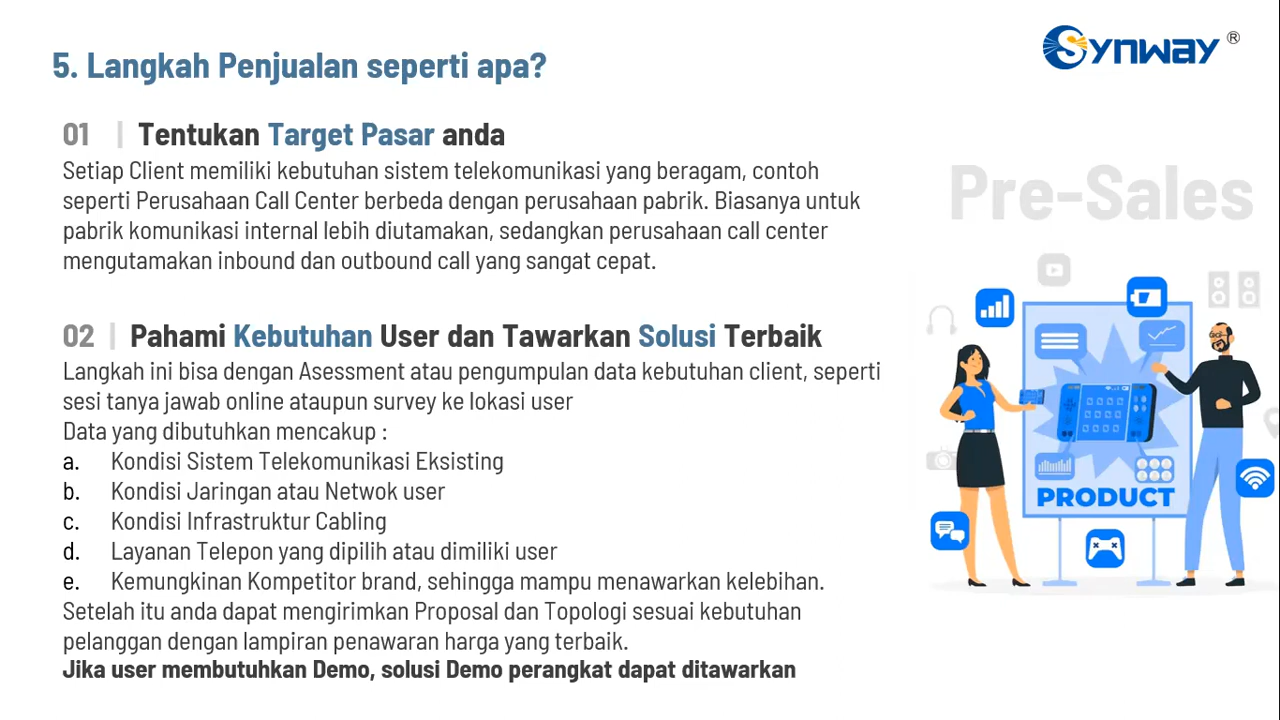 Synway ®
5. Langkah Penjualan seperti apa?
01 | Tentukan Target Pasar anda
Setiap Client memiliki kebutuhan sistem telekomunikasi yang beragam, contoh
seperti Perusahaan Call Center berbeda dengan perusahaan pabrik. Biasanya untuk
pabrik komunikasi internal lebih diutamakan, sedangkan perusahaan call center
mengutamakan inbound dan outbound call yang sangat cepat.
02 | Pahami Kebutuhan User dan Tawarkan Solusi Terbaik
Langkah ini bisa dengan Asessment atau pengumpulan data kebutuhan client, seperti
sesi tanya jawab online ataupun survey ke lokasi user
Data yang dibutuhkan mencakup :
a. Kondisi Sistem Telekomunikasi Eksisting
b. Kondisi Jaringan atau Netwok user
c. Kondisi Infrastruktur Cabling
d. Layanan Telepon yang dipilih atau dimiliki user
e. Kemungkinan Kompetitor brand, sehingga mampu menawarkan kelebihan.
Setelah itu anda dapat mengirimkan Proposal dan Topologi sesuai kebutuhan
pelanggan dengan lampiran penawaran harga yang terbaik.
Jika user membutuhkan Demo, solusi Demo perangkat dapat ditawarkan
Pre-Sales
PRODUCT